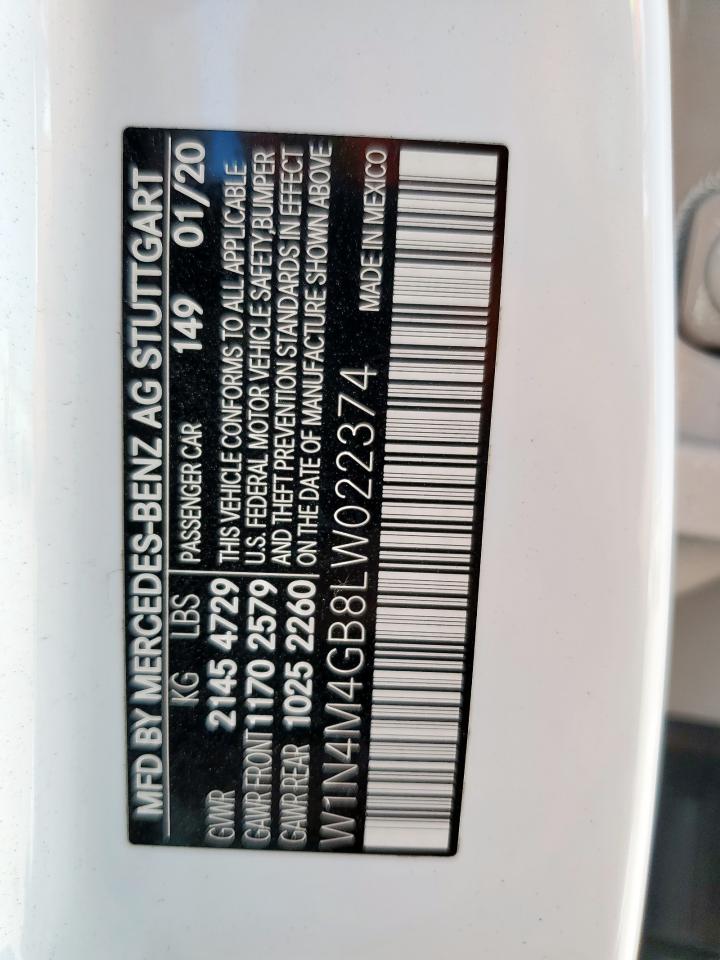 MFD BY MERCEDES-BENZ AG STUTTGART
KG LBS PASSENGER CAR 149 01/20
GVWR 2145 4729 THIS VEHICLE CONFORMS TO ALL APPLICABLE
GAWR FRONT 1170 2579 U.S. FEDERAL MOTOR VEHICLE SAFETY,BUMPER
GAWR REAR 1025 2260 AND THEFT PREVENTION STANDARDS IN EFFECT
ON THE DATE OF MANUFACTURE SHOWN ABOVE
W1N4M4GB8LW022374 MADE IN MEXICO